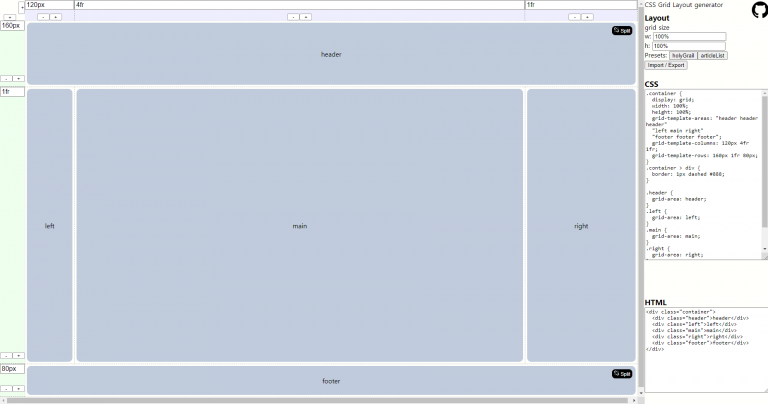 120px
4fr
1fr
CSS Grid Layout generator
- +
- +
- +
+
+
160px
Split
header
- +
1fr
left
main
right
- +
80px
Split
footer
- +
Layout
grid size
w: 100%
h: 100%
Presets: holyGrail articleList
Import / Export
CSS
.container {
display: grid;
width: 100%;
height: 100%;
grid-template-areas: "header header
header"
"left main right"
"footer footer footer";
grid-template-columns: 120px 4fr
1fr;
grid-template-rows: 160px 1fr 80px;
}
.container > div {
border: 1px dashed #888;
}
.header {
grid-area: header;
}
.left {
grid-area: left;
}
.main {
grid-area: main;
}
.right {
grid-area: right;
HTML
<div class="container">
<div class="header">header</div>
<div class="left">left</div>
<div class="main">main</div>
<div class="right">right</div>
<div class="footer">footer</div>
</div>